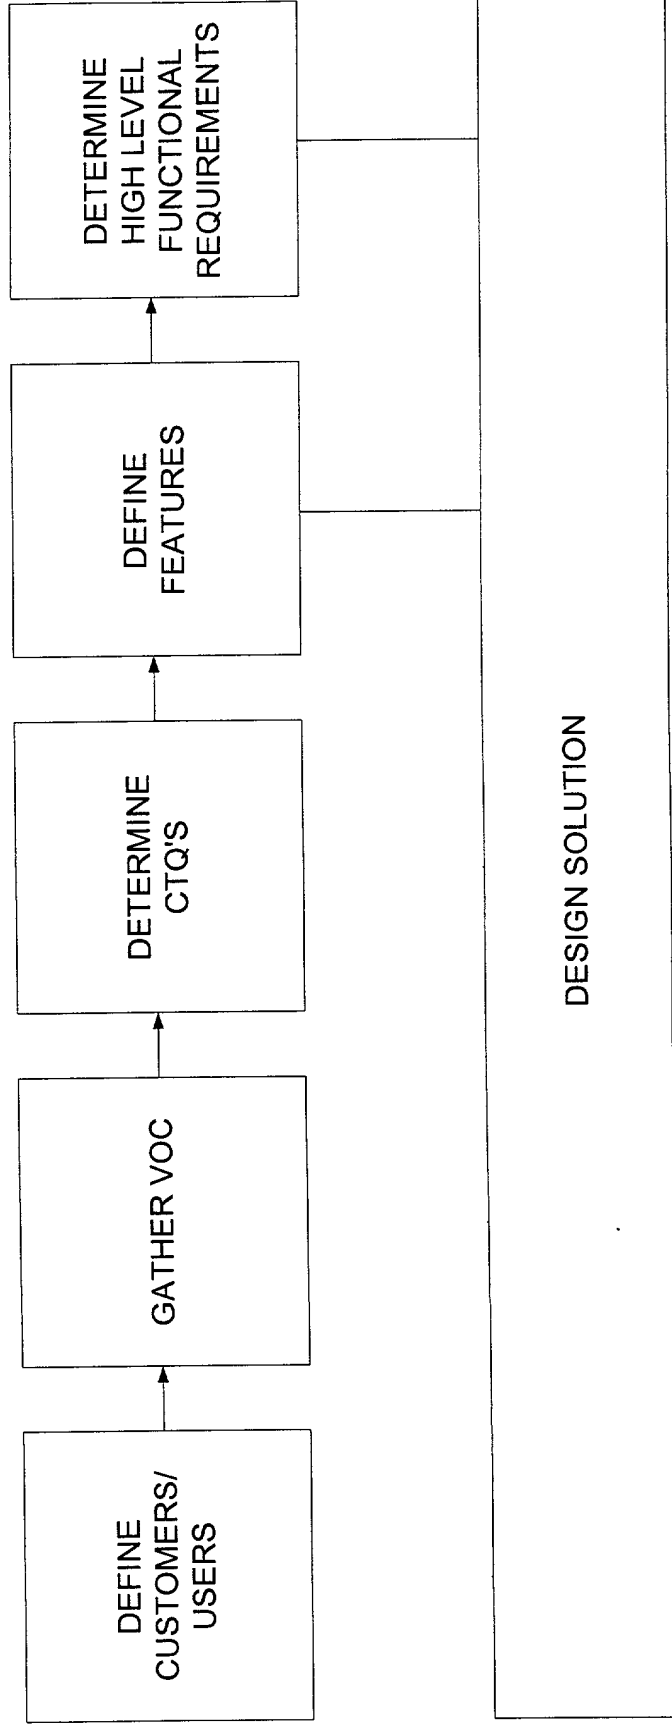 DEFINE
CUSTOMERS/
USERS
GATHER VOC
DETERMINE
CTQ'S
DEFINE
FEATURES
DETERMINE
HIGH LEVEL
FUNCTIONAL
REQUIREMENTS
DESIGN SOLUTION